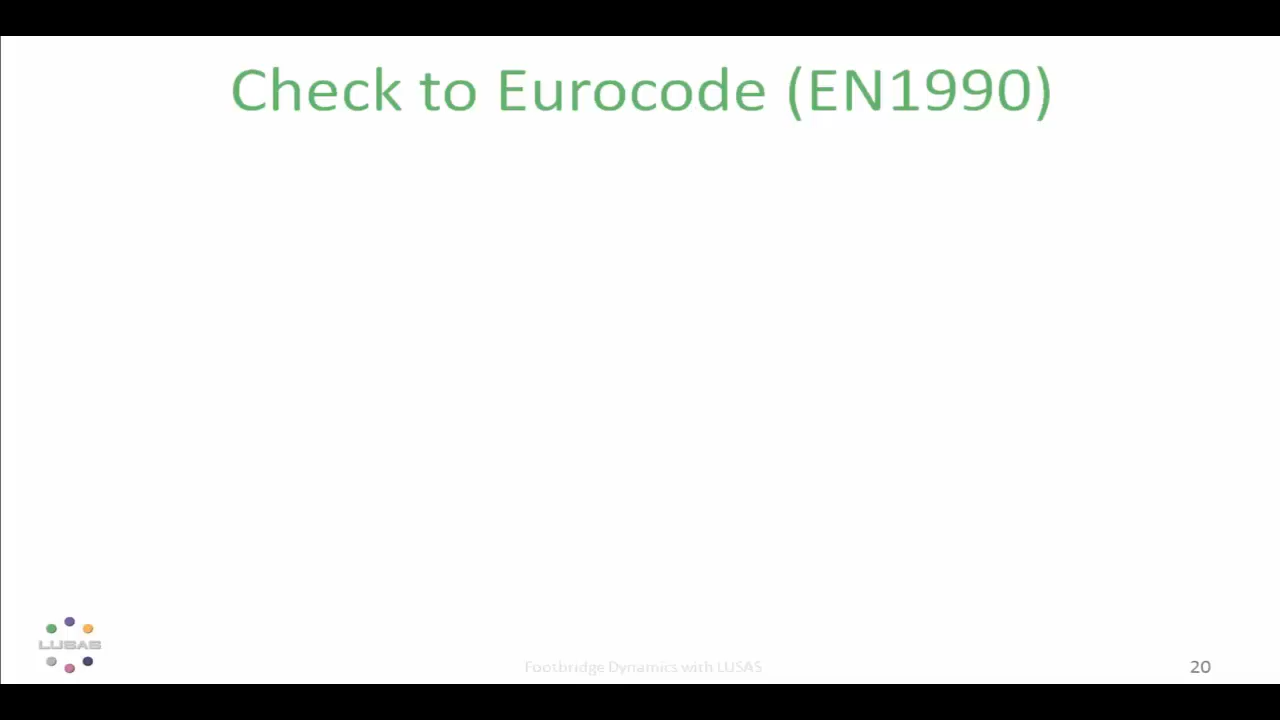 Check to Eurocode (EN1990)
LUSAS
Footbridge Dynamics with LUSAS
20